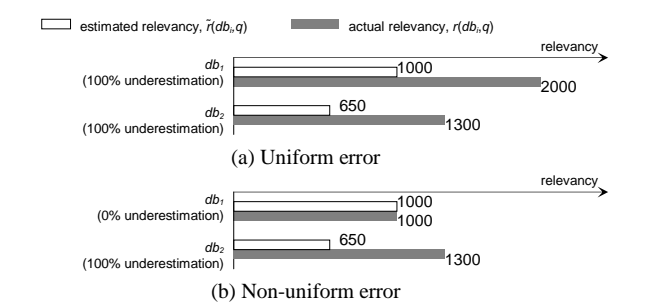 estimated relevancy, r̃(dbᵢ,q) actual relevancy, r(dbᵢ,q)
relevancy
db₁ 1000
(100% underestimation) 2000
db₂ 650
(100% underestimation) 1300
(a) Uniform error
relevancy
db₁ 1000
(0% underestimation) 1000
db₂ 650
(100% underestimation) 1300
(b) Non-uniform error